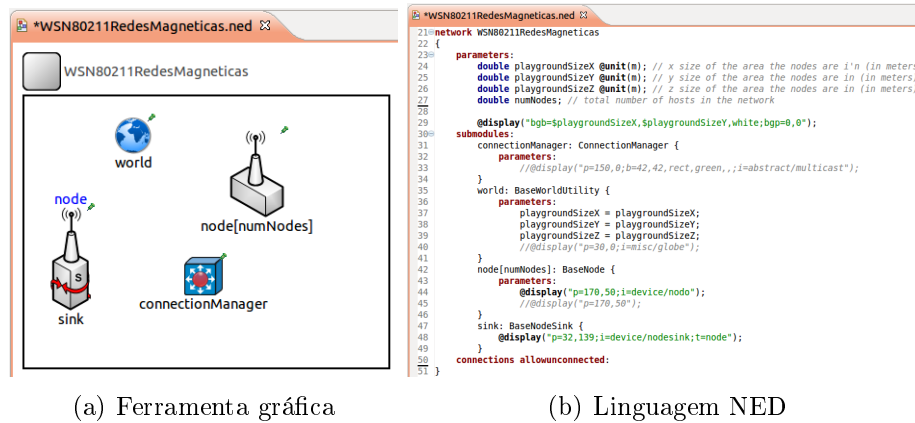 *WSN80211RedesMagneticas.ned
WSN80211RedesMagneticas
world
node[numNodes]
node
S
sink
connectionManager
(a) Ferramenta gráfica
*WSN80211RedesMagneticas.ned
21 network WSN80211RedesMagneticas
22 {
23 parameters:
24 double playgroundSizeX @unit(m); // x size of the area the nodes are i'n (in meters
25 double playgroundSizeY @unit(m); // y size of the area the nodes are in (in meters,
26 double playgroundSizeZ @unit(m); // z size of the area the nodes are in (in meters,
27 double numNodes; // total number of hosts in the network
28
29 @display("bgb=$playgroundSizeX,$playgroundSizeY,white;bgp=0,0");
30 submodules:
31 connectionManager: ConnectionManager {
32 parameters:
33 //@display("p=150,0;b=42,42,rect,green,,;i=abstract/multicast");
34 }
35 world: BaseWorldUtility {
36 parameters:
37 playgroundSizeX = playgroundSizeX;
38 playgroundSizeY = playgroundSizeY;
39 playgroundSizeZ = playgroundSizeZ;
40 //@display("p=30,0;i=misc/globe");
41 }
42 node[numNodes]: BaseNode {
43 parameters:
44 @display("p=170,50;i=device/nodo");
45 //@display("p=170,50");
46 }
47 sink: BaseNodeSink {
48 @display("p=32,139;i=device/nodesink;t=node");
49 }
50 connections allowunconnected:
51 }
(b) Linguagem NED